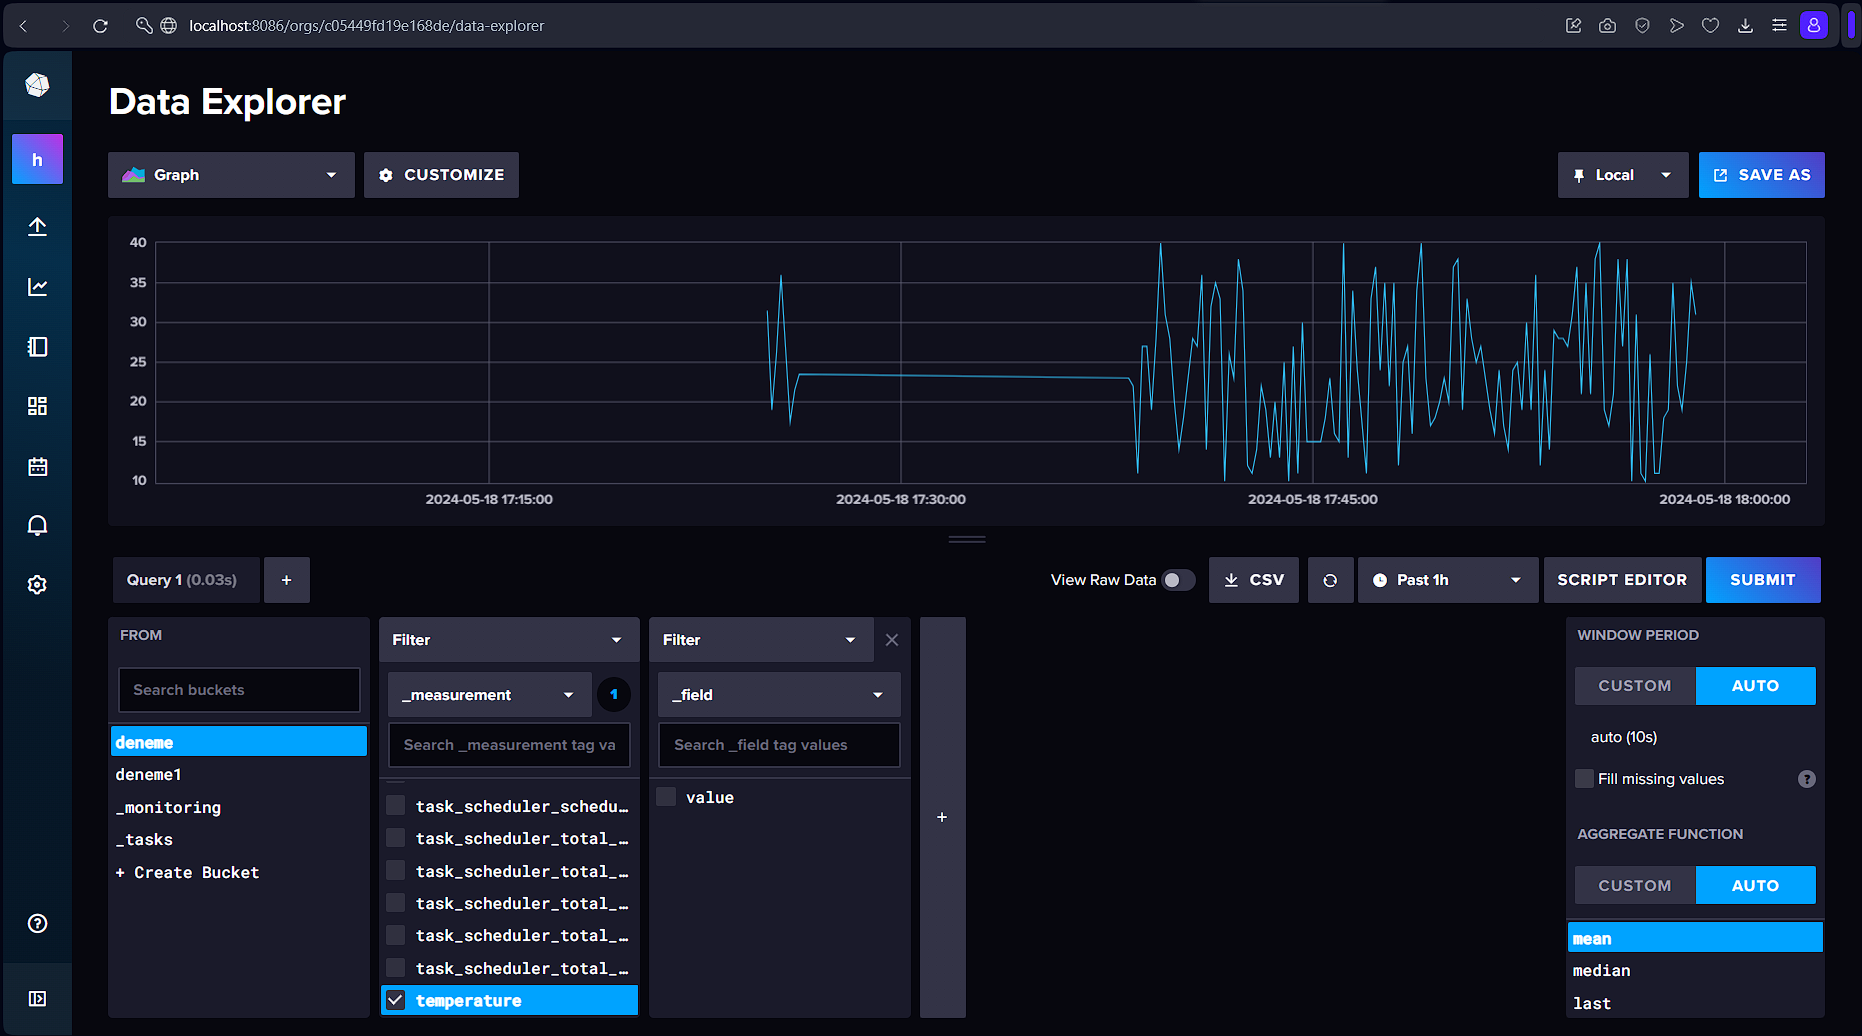 localhost:8086/orgs/c05449fd19e168de/data-explorer
h
Data Explorer
Graph
CUSTOMIZE
Local
SAVE AS
40
35
30
25
20
15
10
2024-05-18 17:15:00
2024-05-18 17:30:00
2024-05-18 17:45:00
2024-05-18 18:00:00
Query 1 (0.03s)
+
View Raw Data
CSV
Past 1h
SCRIPT EDITOR
SUBMIT
FROM
Search buckets
deneme
deneme1
_monitoring
_tasks
+ Create Bucket
Filter
_measurement
1
Search _measurement tag va
task_scheduler_schedu…
task_scheduler_total_…
task_scheduler_total_…
task_scheduler_total_…
task_scheduler_total_…
task_scheduler_total_…
temperature
Filter
_field
Search _field tag values
value
+
WINDOW PERIOD
CUSTOM
AUTO
auto (10s)
Fill missing values
?
AGGREGATE FUNCTION
CUSTOM
AUTO
mean
median
last